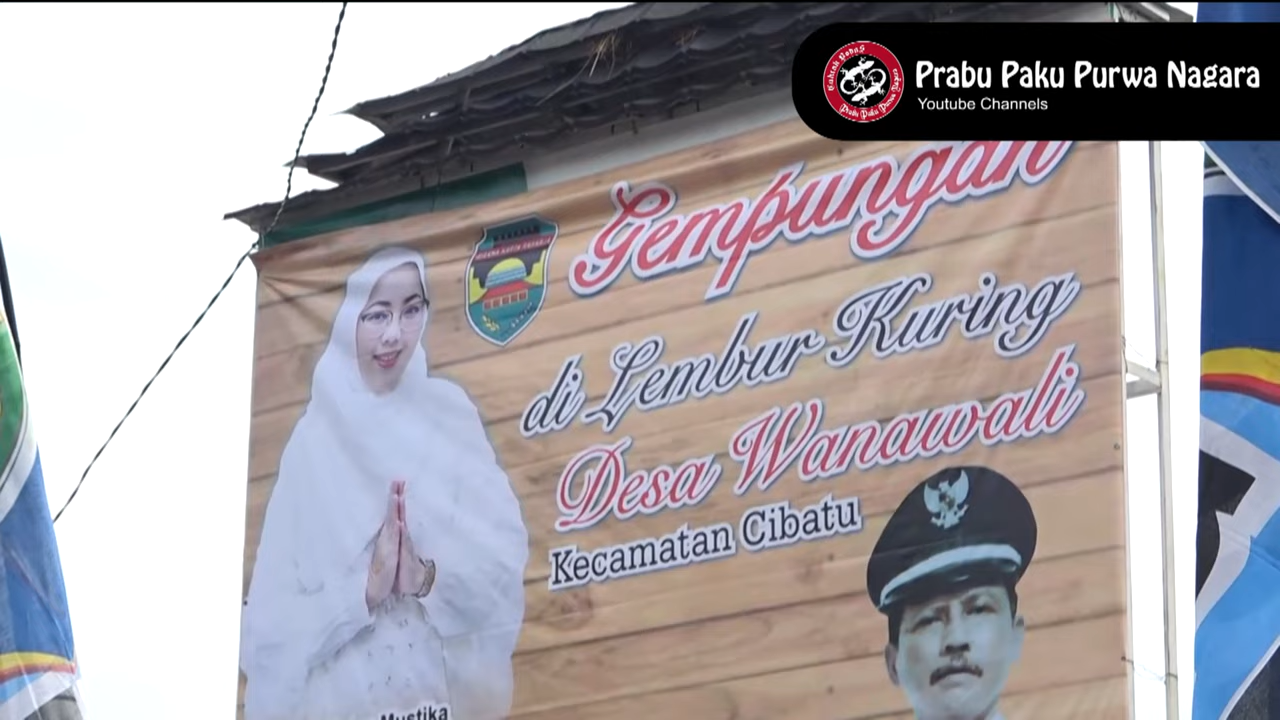 Prabu Paku Purwa Nagara
Youtube Channels
Gempungan
di Lembur Kuring
Desa Wanawali
Kecamatan Cibatu
Mustika